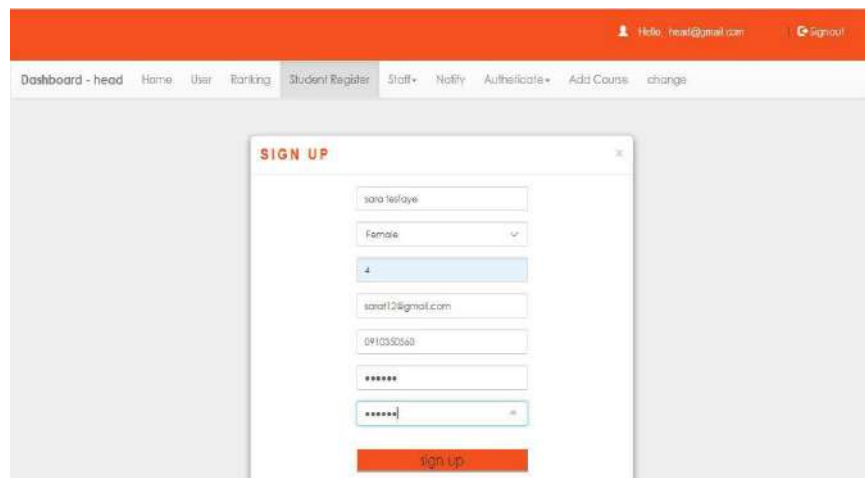 Hello, head@gmail.com Signout
Dashboard - head Home User Ranking Student Register Staff Notify Authenticate Add Course change
SIGN UP ×
sara tesfaye
Female
4
sarat12@gmail.com
0910350560
••••••
••••••
sign up